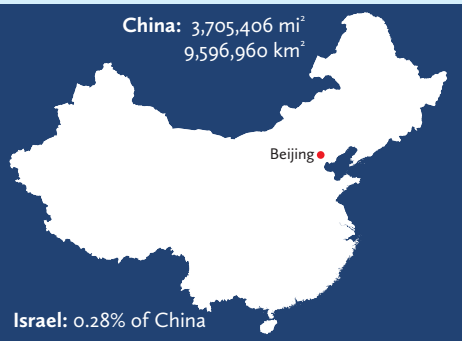 China: 3,705,406 mi²
9,596,960 km²
Beijing
Israel: 0.28% of China